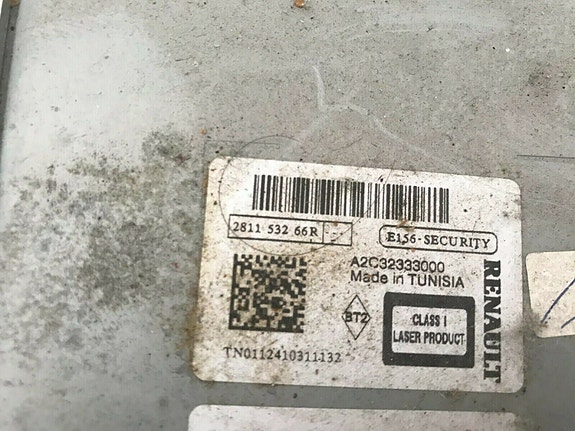 2811 532 66R --
E156-SECURITY
A2C32333000
Made in TUNISIA
RENAULT
BT2
CLASS I
LASER PRODUCT
TN0112410311132